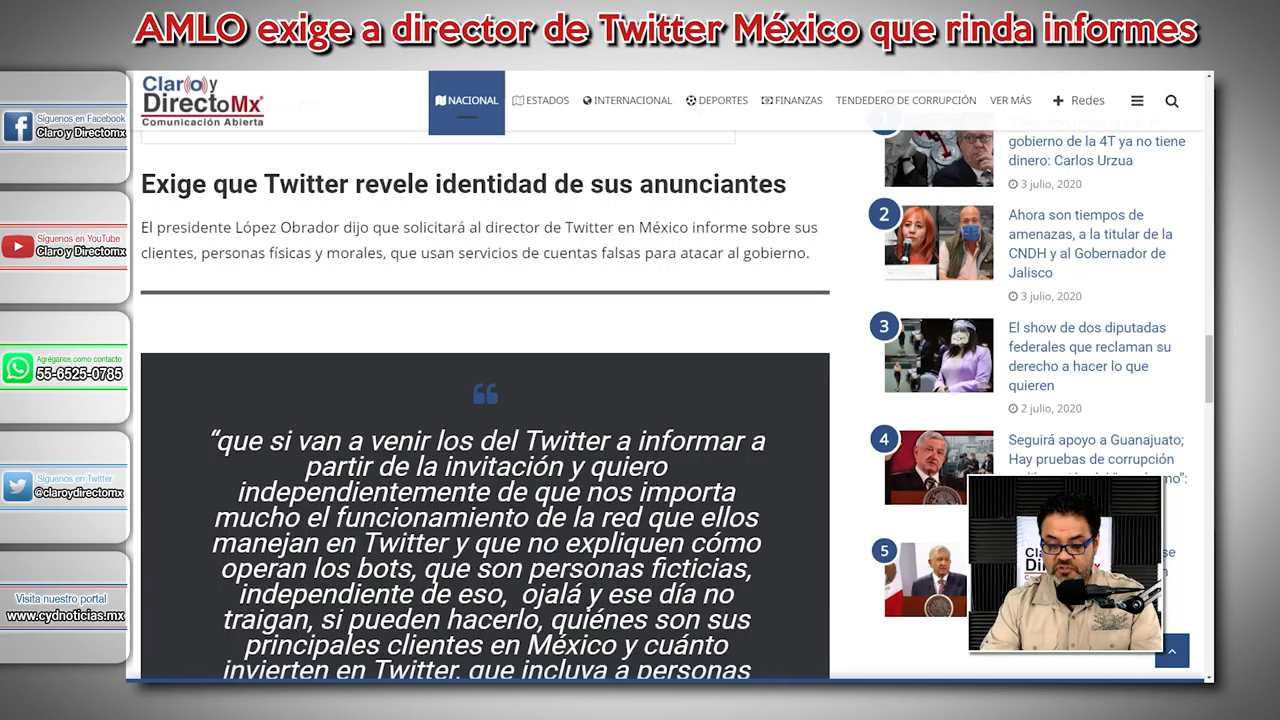 AMLO exige a director de Twitter México que rinda informes
Síguenos en Facebook
Claro y Directomx
Síguenos en YouTube
Claro y Directomx
Agréganos como contacto
55-6525-0785
Síguenos en Twitter
@claroydirectomx
Visita nuestro portal
www.cydnoticias.mx
Claro y
DirectoMx
Comunicación Abierta
NACIONAL
ESTADOS
INTERNACIONAL
DEPORTES
FINANZAS
TENDEDERO DE CORRUPCIÓN
VER MÁS
Redes
Exige que Twitter revele identidad de sus anunciantes
El presidente López Obrador dijo que solicitará al director de Twitter en México informe sobre sus
clientes, personas físicas y morales, que usan servicios de cuentas falsas para atacar al gobierno.
“que si van a venir los del Twitter a informar a
partir de la invitación y quiero
independientemente de que nos importa
mucho el funcionamiento de la red que ellos
manejan en Twitter y que no expliquen cómo
operan los bots, que son personas ficticias,
independiente de eso, ojalá y ese día no
traigan, si pueden hacerlo, quiénes son sus
principales clientes en México y cuánto
invierten en Twitter, que incluya a personas
1
gobierno de la 4T ya no tiene
dinero: Carlos Urzua
3 julio, 2020
2
Ahora son tiempos de
amenazas, a la titular de la
CNDH y al Gobernador de
Jalisco
3 julio, 2020
3
El show de dos diputadas
federales que reclaman su
derecho a hacer lo que
quieren
2 julio, 2020
4
Seguirá apoyo a Guanajuato;
Hay pruebas de corrupción
5